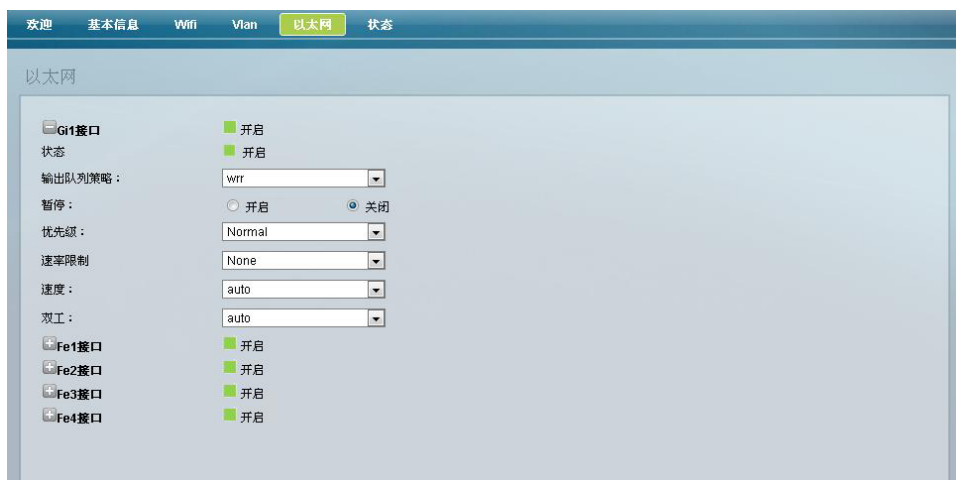 欢迎 基本信息 Wifi Vlan 以太网 状态
以太网
Gi1接口 开启
状态 开启
输出队列策略： wrr
暂停： 开启 关闭
优先级： Normal
速率限制 None
速度： auto
双工： auto
Fe1接口 开启
Fe2接口 开启
Fe3接口 开启
Fe4接口 开启